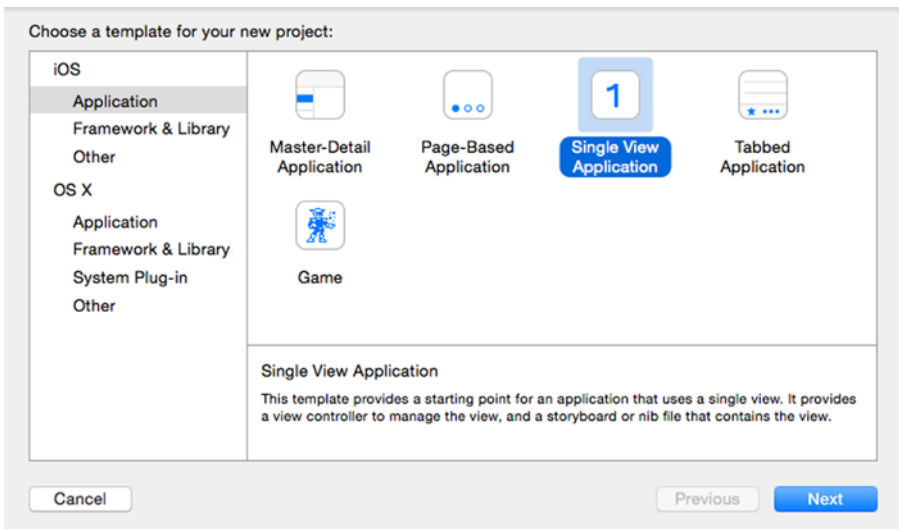 Choose a template for your new project:
iOS
Application
Framework & Library
Other
OS X
Application
Framework & Library
System Plug-in
Other
Master-Detail
Application
Page-Based
Application
1
Single View
Application
Tabbed
Application
Game
Single View Application
This template provides a starting point for an application that uses a single view. It provides
a view controller to manage the view, and a storyboard or nib file that contains the view.
Cancel
Previous
Next